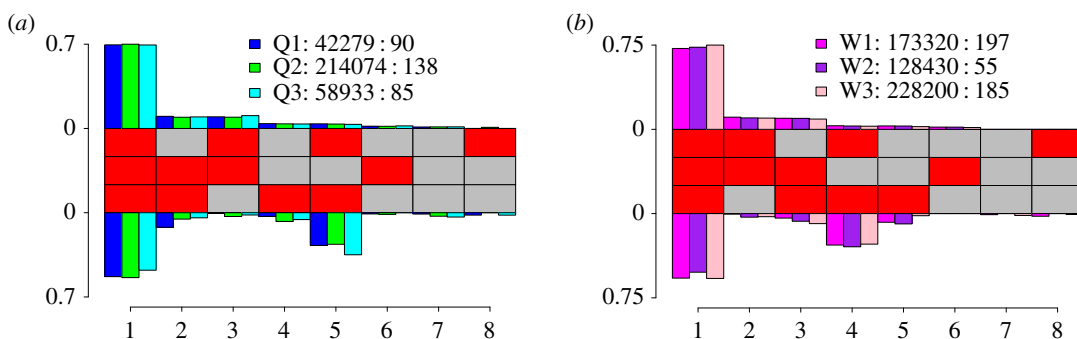 (a)
0.7
0
0
0.7
Q1: 42279 : 90
Q2: 214074 : 138
Q3: 58933 : 85
1 2 3 4 5 6 7 8
(b)
0.75
0
0
0.75
W1: 173320 : 197
W2: 128430 : 55
W3: 228200 : 185
1 2 3 4 5 6 7 8